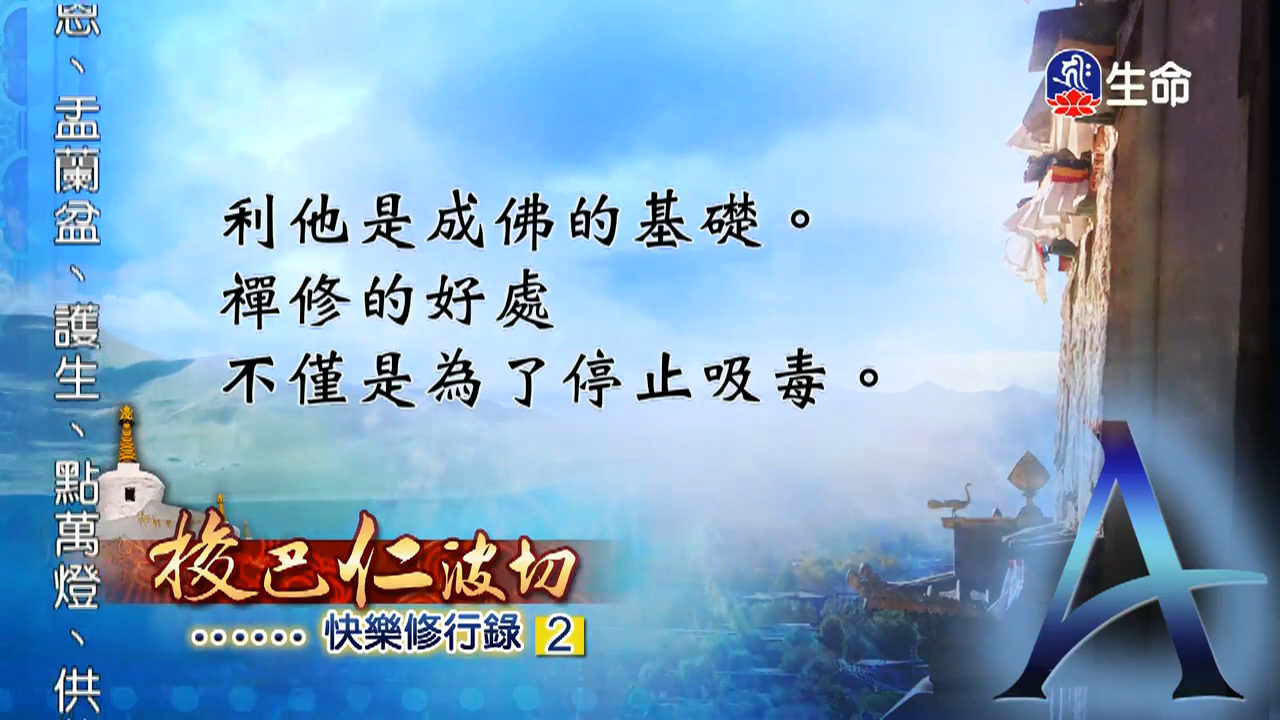 利他是成佛的基礎。
禪修的好處
不僅是為了停止吸毒。
生命
梭巴仁波切
······快樂修行錄 2
、盂蘭盆、護生、點萬燈、供
A